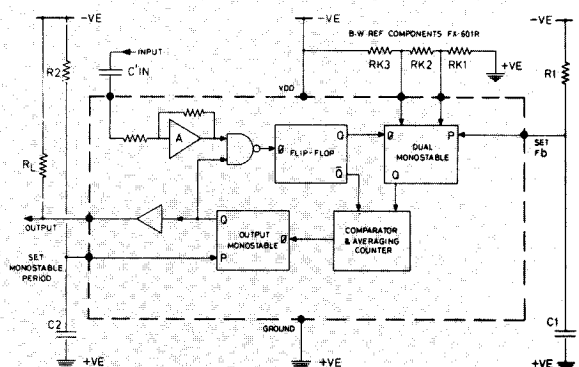 -VE
-VE
-VE
B-W REF COMPONENTS FX-601R
INPUT
C'IN
R2
RK3
RK2
RK1
+VE
R1
VDD
A
Q
Ø
FLIP-FLOP
Q̄
Ø
P
DUAL
MONOSTABLE
Q
SET
Fb
RL
OUTPUT
Q
OUTPUT
MONOSTABLE
Ø
P
COMPARATOR
& AVERAGING
COUNTER
SET
MONOSTABLE
PERIOD
C2
GROUND
C1
+VE
+VE
+VE